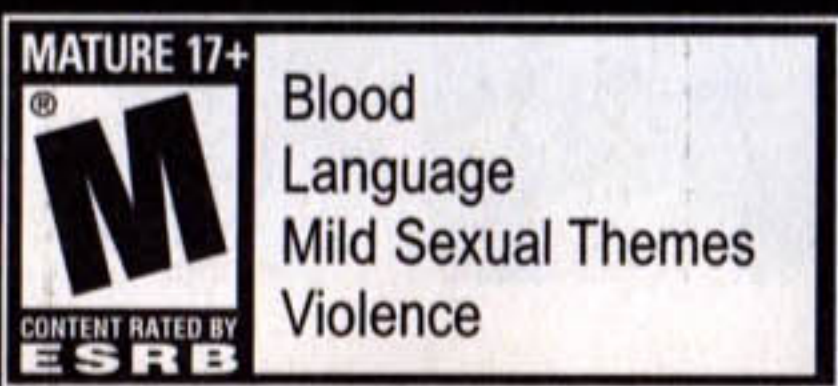 MATURE 17+
®
M
CONTENT RATED BY
ESRB
Blood
Language
Mild Sexual Themes
Violence